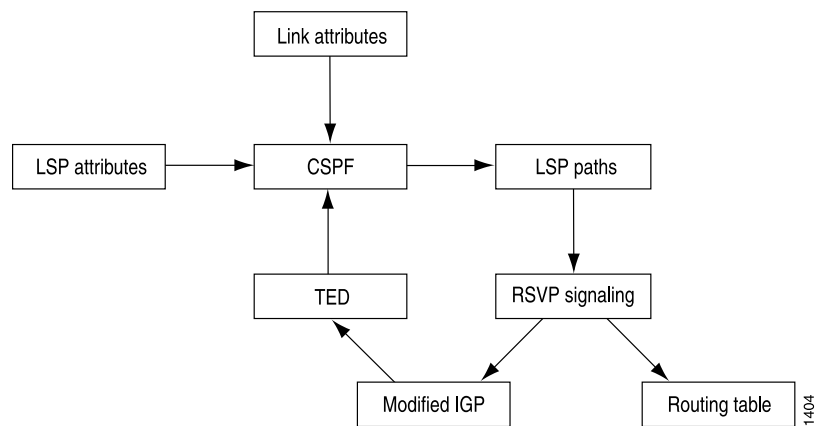 Link attributes
LSP attributes
CSPF
LSP paths
TED
RSVP signaling
Modified IGP
Routing table
1404